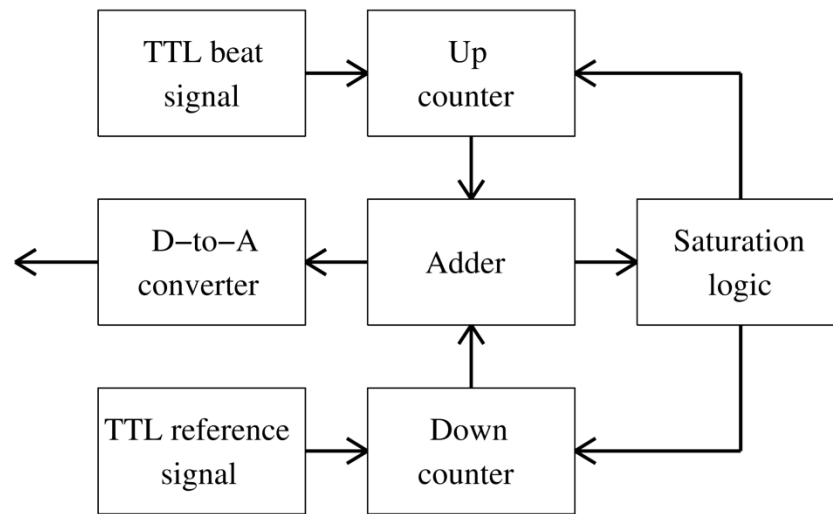 TTL beat
signal
Up
counter
D−to−A
converter
Adder
Saturation
logic
TTL reference
signal
Down
counter